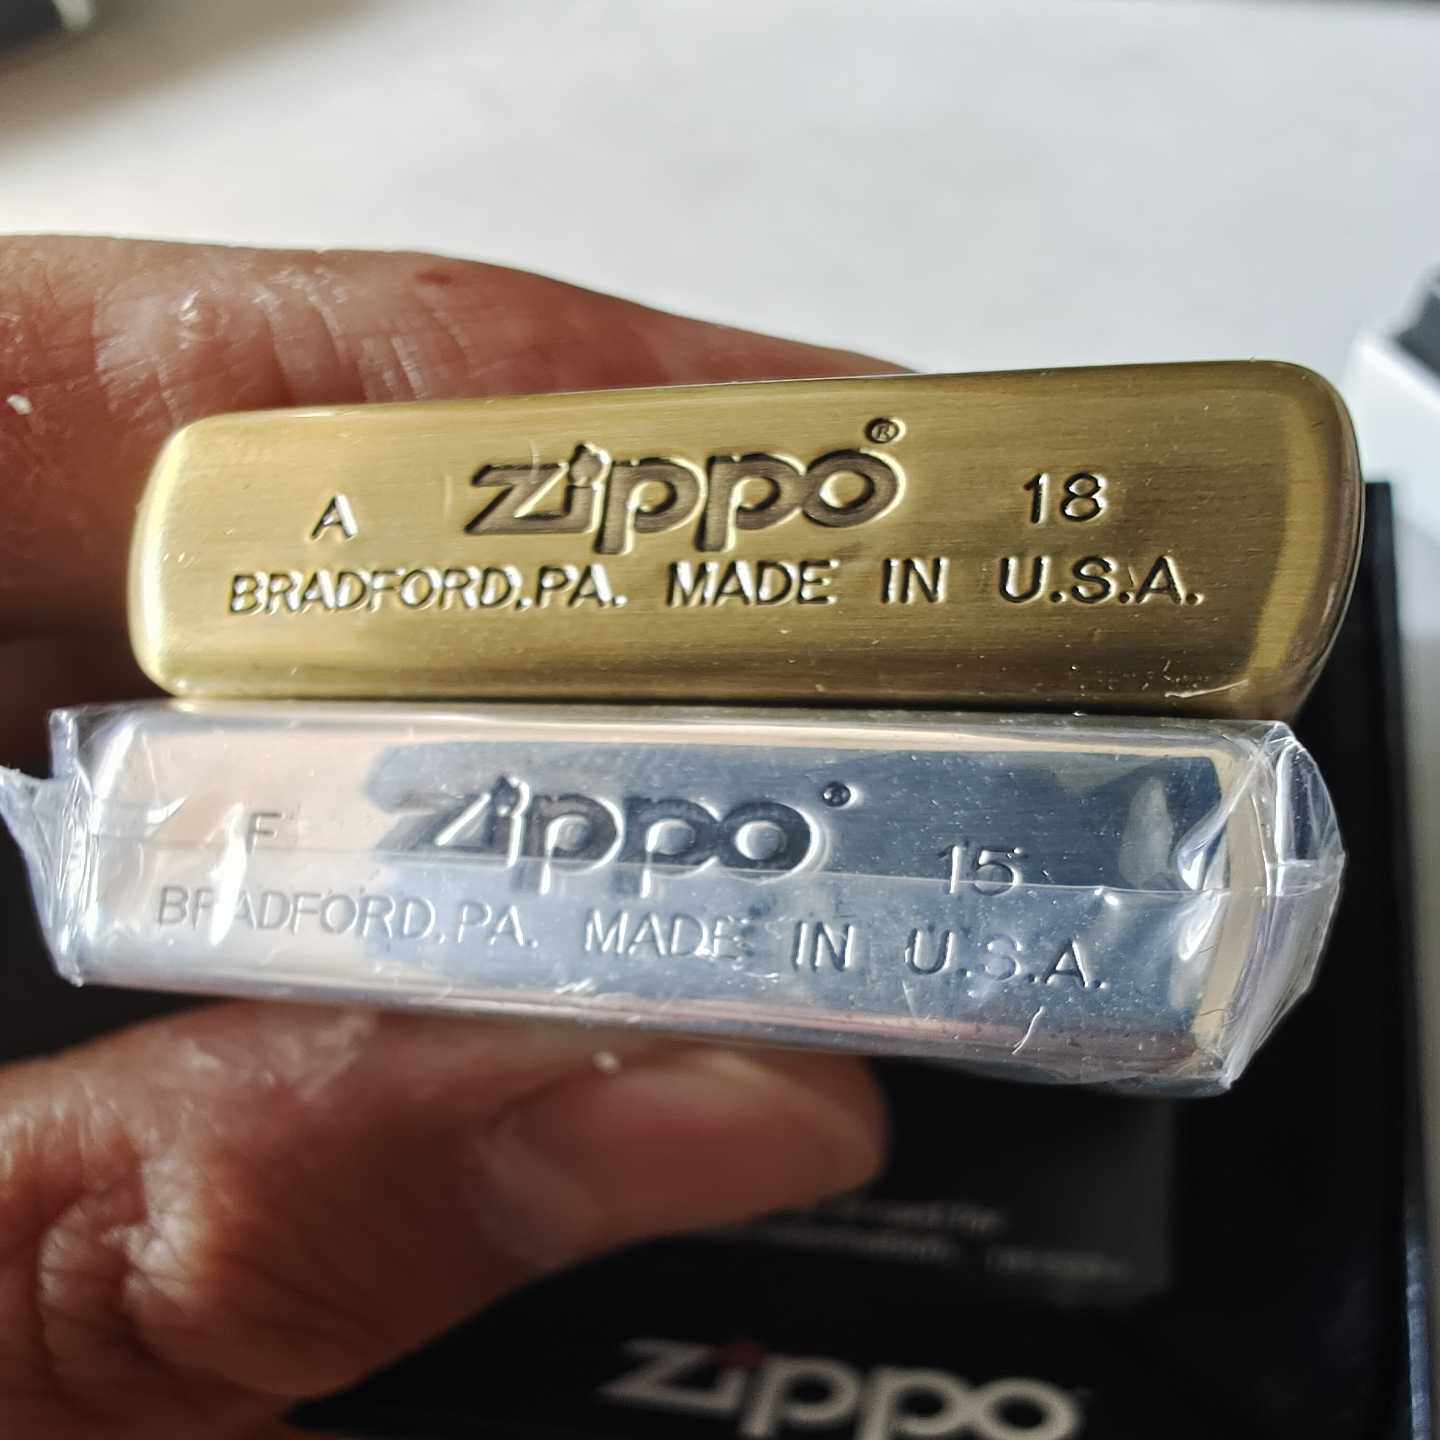 A zippo® 18
BRADFORD,PA. MADE IN U.S.A.
F zippo® 15
BRADFORD,PA. MADE IN U.S.A.
zippo